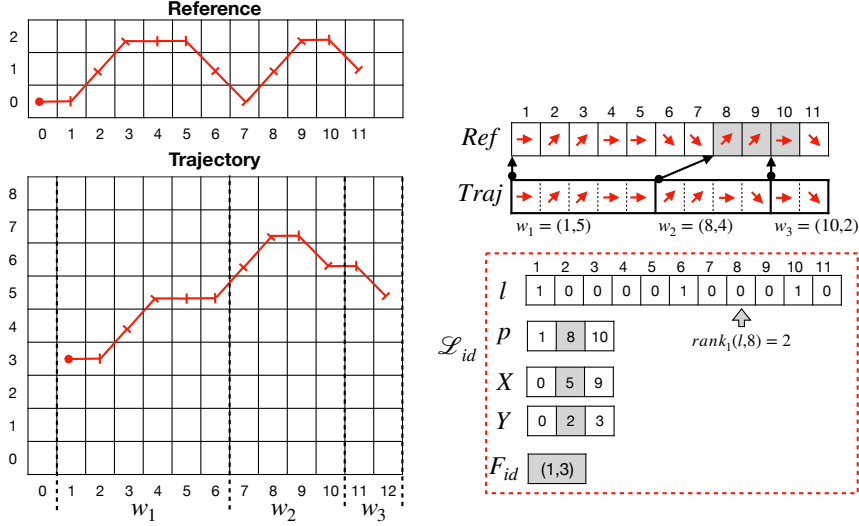 Reference
2
1
0
0 1 2 3 4 5 6 7 8 9 10 11
Trajectory
8
7
6
5
4
3
2
1
0
0 1 2 3 4 5 6 7 8 9 10 11 12
w₁ w₂ w₃
1 2 3 4 5 6 7 8 9 10 11
Ref
Traj
w₁ = (1,5) w₂ = (8,4) w₃ = (10,2)
1 2 3 4 5 6 7 8 9 10 11
l 1 0 0 0 0 1 0 0 0 1 0
rank₁(l,8) = 2
1 2 3
p 1 8 10
ℒ_id
X 0 5 9
Y 0 2 3
F_id (1,3)